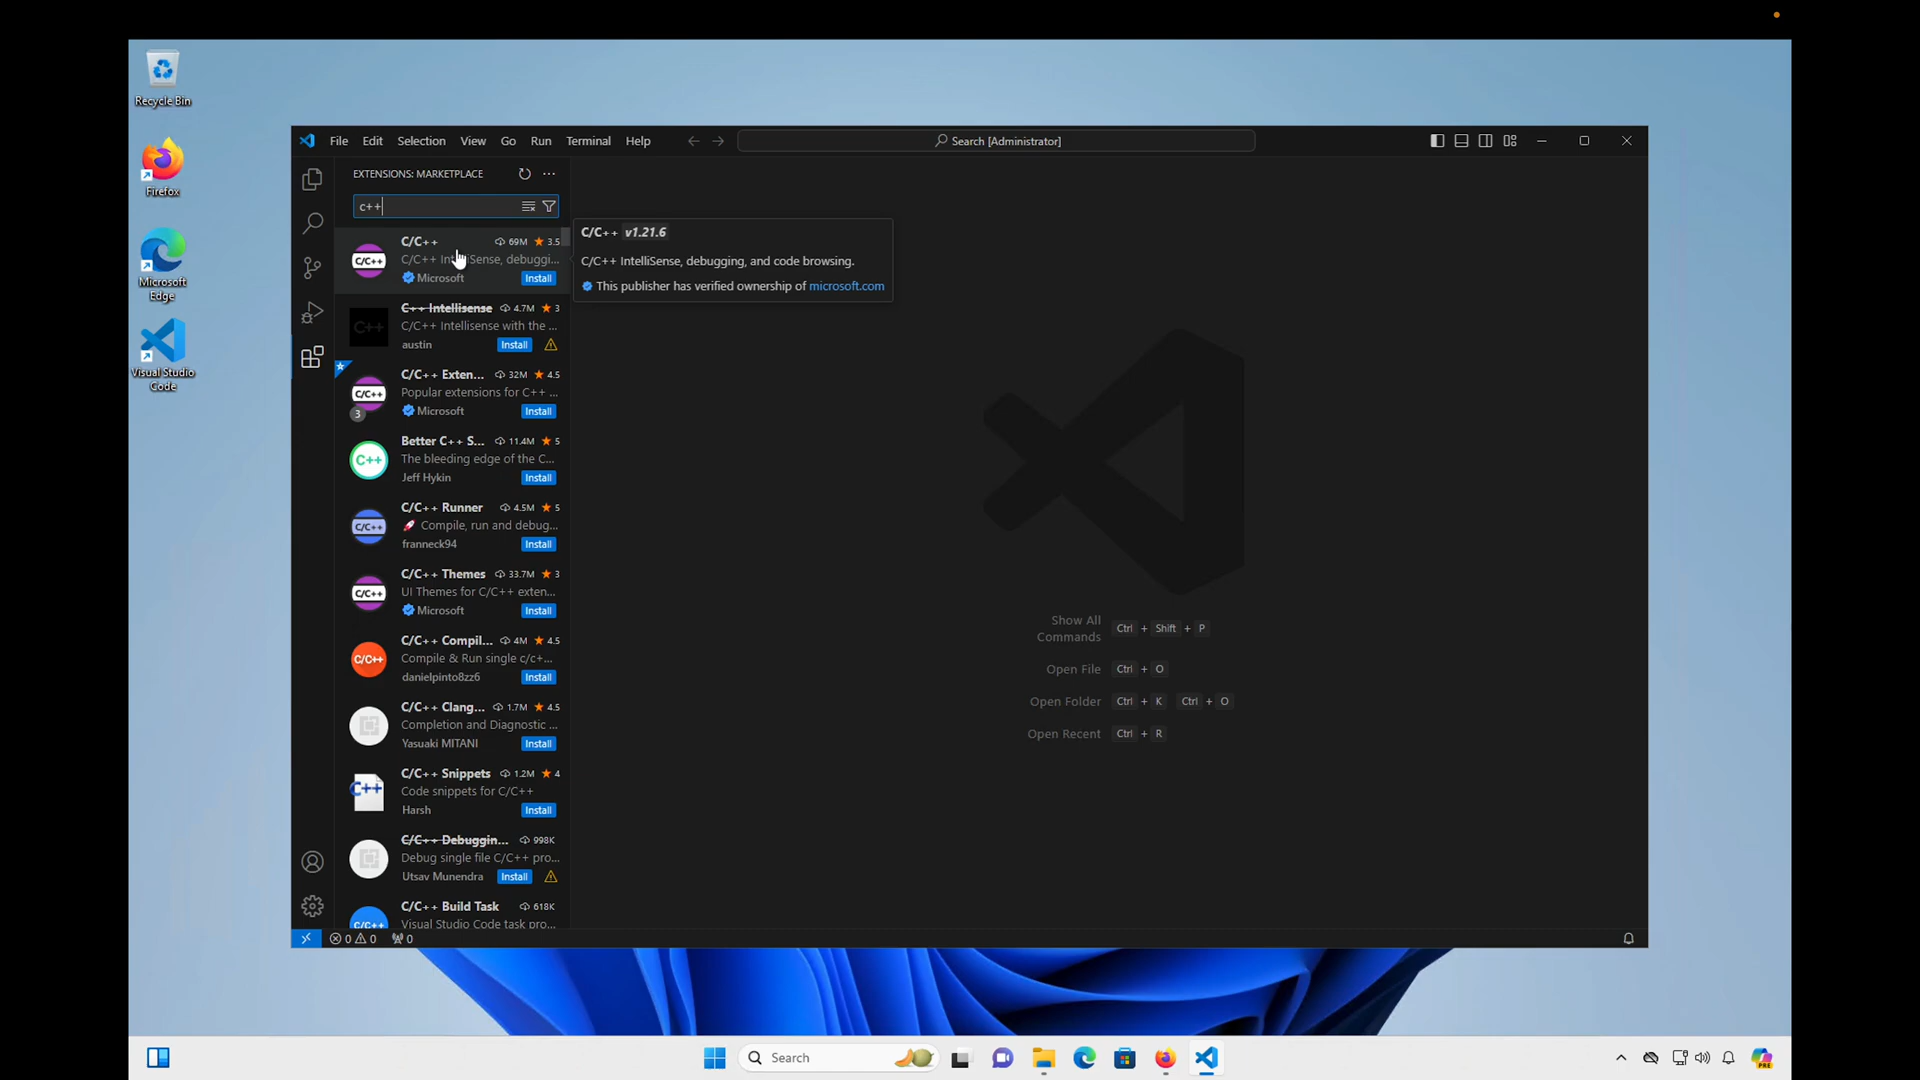 Recycle Bin
Firefox
Microsoft
Edge
Visual Studio
Code
File Edit Selection View Go Run Terminal Help
Search [Administrator]
EXTENSIONS: MARKETPLACE
c++
C/C++ 69M 3.5
C/C++ IntelliSense, debuggi...
Microsoft Install
C/C++ v1.21.6
C/C++ IntelliSense, debugging, and code browsing.
This publisher has verified ownership of microsoft.com
C++ Intellisense 4.7M 3
C/C++ Intellisense with the ...
austin Install
C/C++ Exten... 32M 4.5
Popular extensions for C++ ...
3 Microsoft Install
Better C++ S... 11.4M 5
The bleeding edge of the C...
Jeff Hykin Install
C/C++ Runner 4.5M 5
🚀 Compile, run and debug...
franneck94 Install
C/C++ Themes 33.7M 3
UI Themes for C/C++ exten...
Microsoft Install
C/C++ Compil... 4M 4.5
Compile & Run single c/c+...
danielpinto8zz6 Install
C/C++ Clang... 1.7M 4.5
Completion and Diagnostic ...
Yasuaki MITANI Install
C/C++ Snippets 1.2M 4
Code snippets for C/C++
Harsh Install
C/C++ Debuggin... 998K
Debug single file C/C++ pro...
Utsav Munendra Install
C/C++ Build Task 618K
Visual Studio Code task pro...
Show All
Commands Ctrl + Shift + P
Open File Ctrl + O
Open Folder Ctrl + K Ctrl + O
Open Recent Ctrl + R
0 0 0
Search
PRE